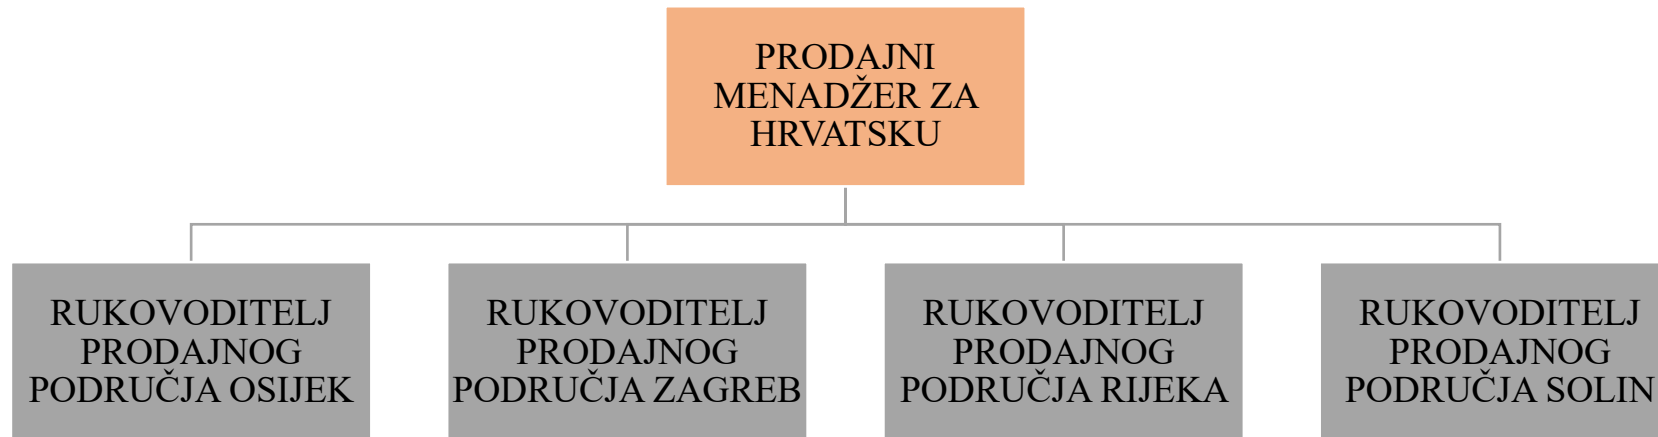 PRODAJNI
MENADŽER ZA
HRVATSKU
RUKOVODITELJ
PRODAJNOG
PODRUČJA OSIJEK
RUKOVODITELJ
PRODAJNOG
PODRUČJA ZAGREB
RUKOVODITELJ
PRODAJNOG
PODRUČJA RIJEKA
RUKOVODITELJ
PRODAJNOG
PODRUČJA SOLIN